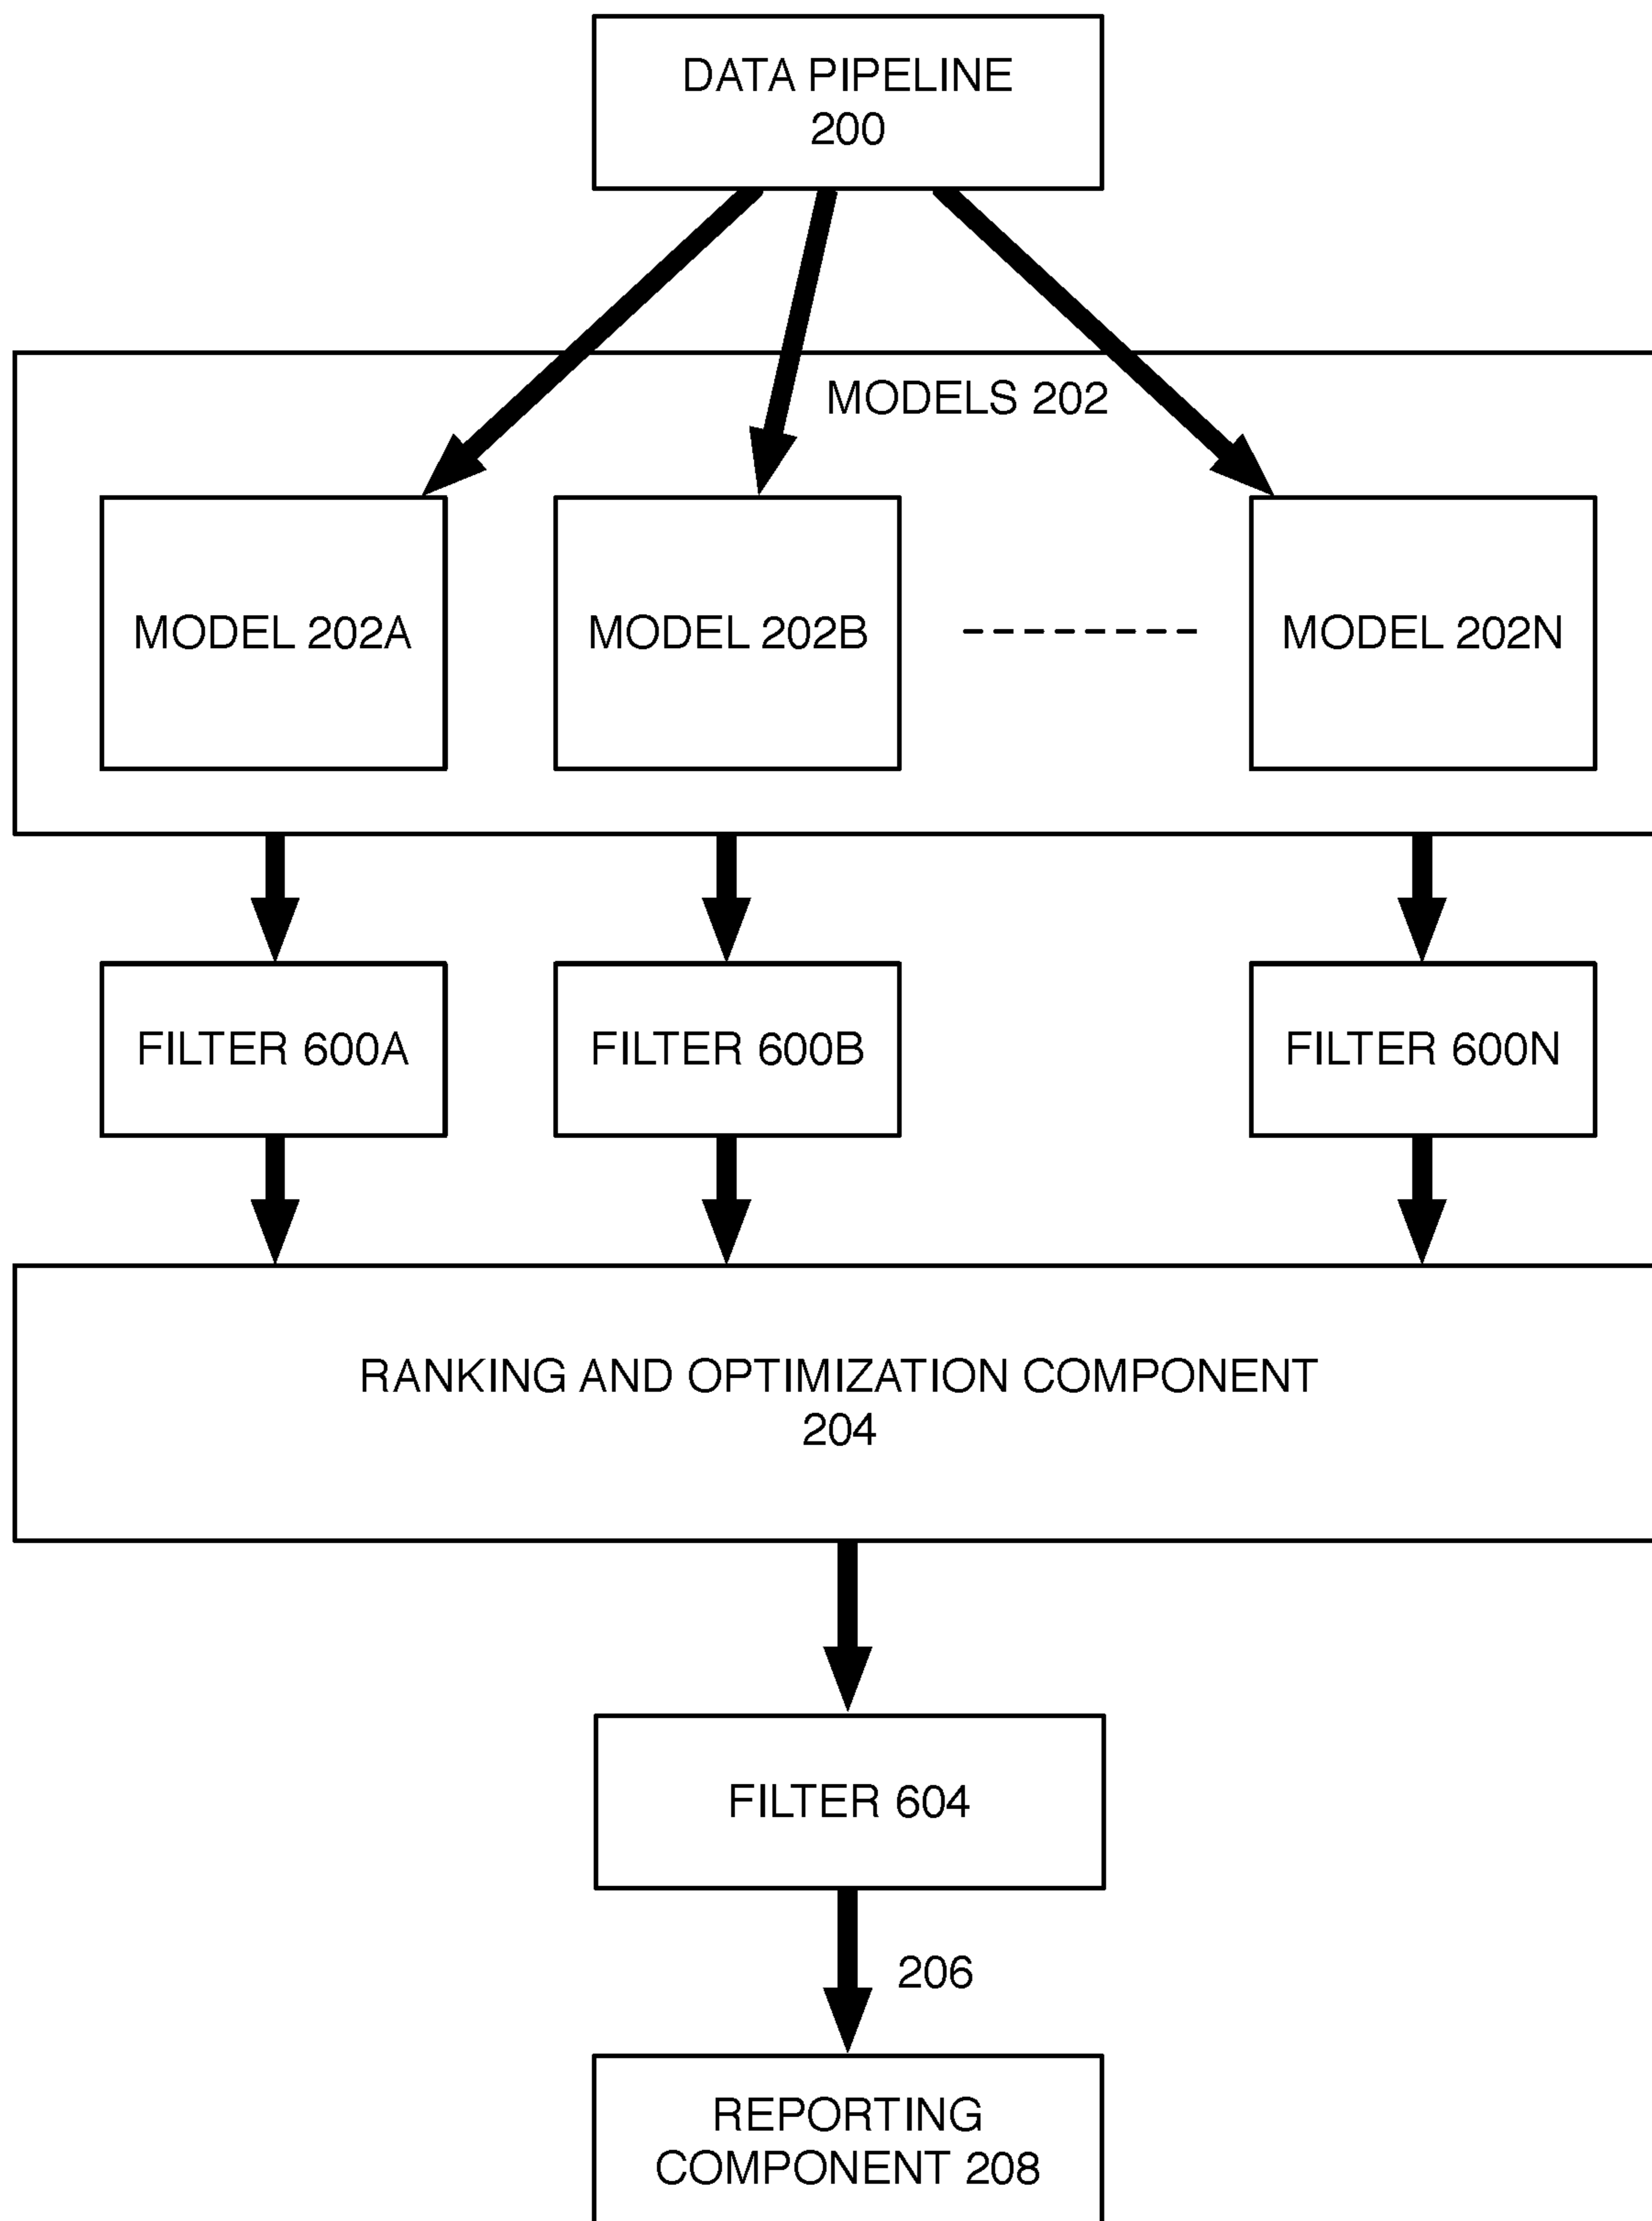 DATA PIPELINE
200
MODELS 202
MODEL 202A
MODEL 202B
MODEL 202N
FILTER 600A
FILTER 600B
FILTER 600N
RANKING AND OPTIMIZATION COMPONENT
204
FILTER 604
206
REPORTING
COMPONENT 208